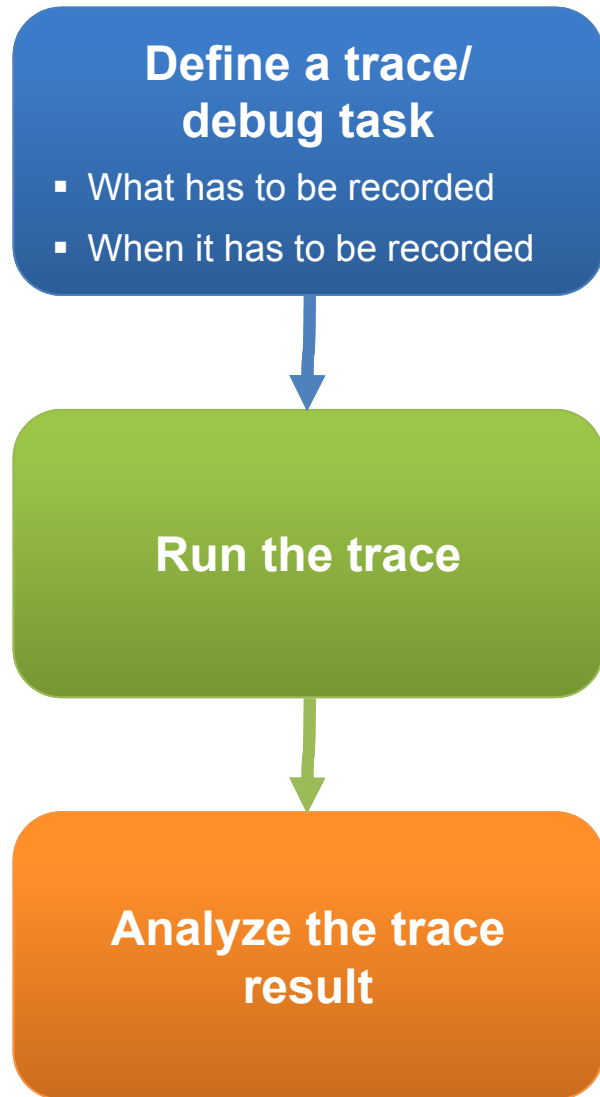 Define a trace/
debug task
▪ What has to be recorded
▪ When it has to be recorded
Run the trace
Analyze the trace
result